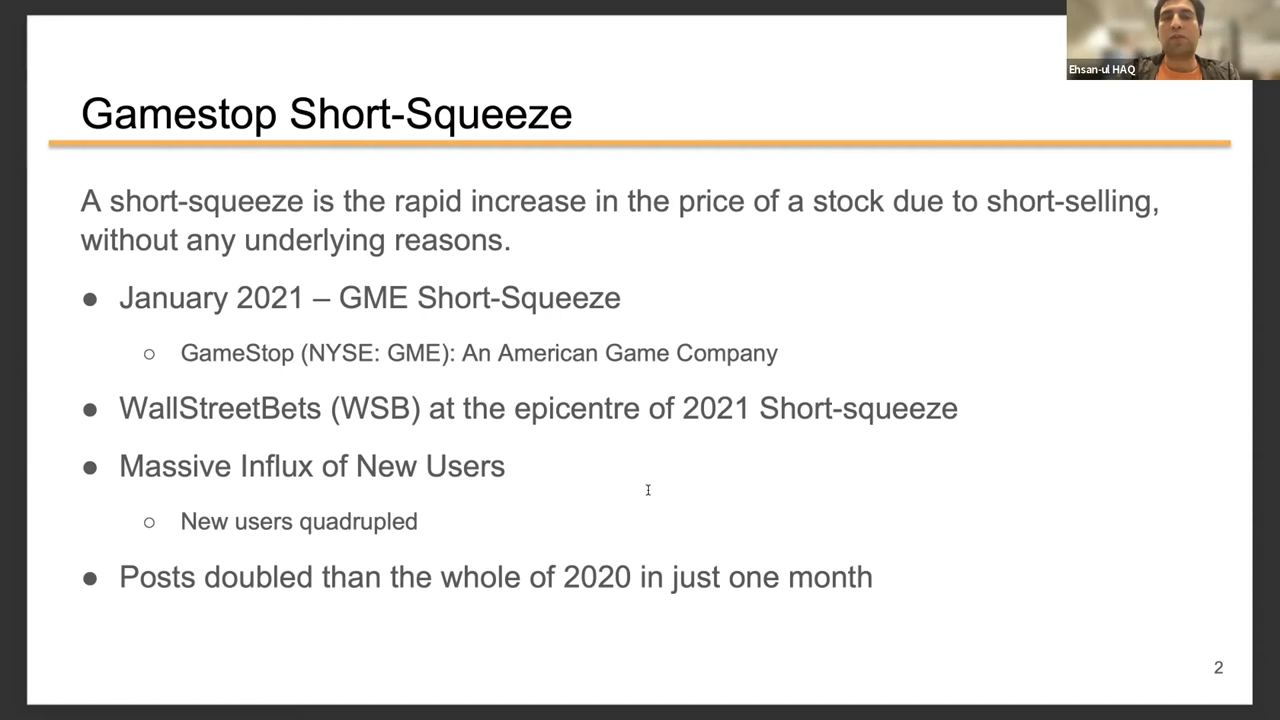 Ehsan-ul HAQ
Gamestop Short-Squeeze
A short-squeeze is the rapid increase in the price of a stock due to short-selling,
without any underlying reasons.
● January 2021 – GME Short-Squeeze
○ GameStop (NYSE: GME): An American Game Company
● WallStreetBets (WSB) at the epicentre of 2021 Short-squeeze
● Massive Influx of New Users
○ New users quadrupled
● Posts doubled than the whole of 2020 in just one month
2